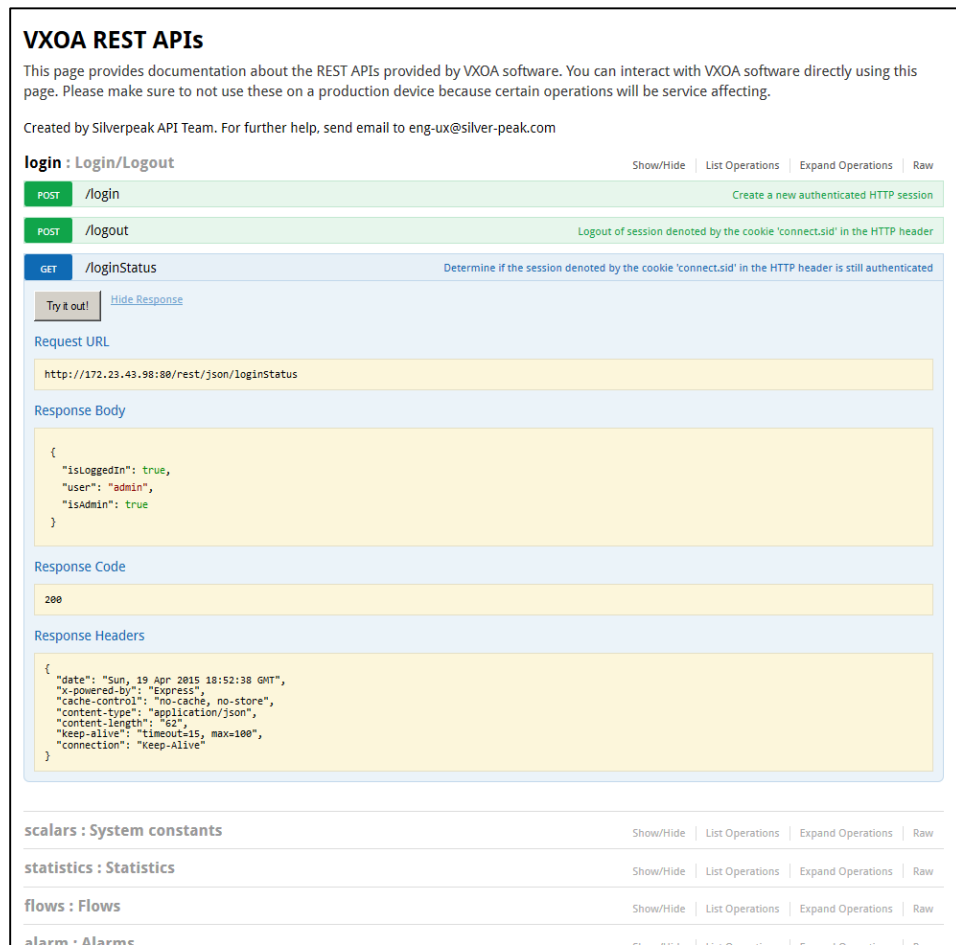 VXOA REST APIs
This page provides documentation about the REST APIs provided by VXOA software. You can interact with VXOA software directly using this
page. Please make sure to not use these on a production device because certain operations will be service affecting.
Created by Silverpeak API Team. For further help, send email to eng-ux@silver-peak.com
login : Login/Logout Show/Hide List Operations Expand Operations Raw
POST /login Create a new authenticated HTTP session
POST /logout Logout of session denoted by the cookie 'connect.sid' in the HTTP header
GET /loginStatus Determine if the session denoted by the cookie 'connect.sid' in the HTTP header is still authenticated
Try it out! Hide Response
Request URL
http://172.23.43.98:80/rest/json/loginStatus
Response Body
{
"isLoggedIn": true,
"user": "admin",
"isAdmin": true
}
Response Code
200
Response Headers
{
"date": "Sun, 19 Apr 2015 18:52:38 GMT",
"x-powered-by": "Express",
"cache-control": "no-cache, no-store",
"content-type": "application/json",
"content-length": "62",
"keep-alive": "timeout=15, max=100",
"connection": "Keep-Alive"
}
scalars : System constants Show/Hide List Operations Expand Operations Raw
statistics : Statistics Show/Hide List Operations Expand Operations Raw
flows : Flows Show/Hide List Operations Expand Operations Raw
alarm : Alarms Show/Hide List Operations Expand Operations Raw